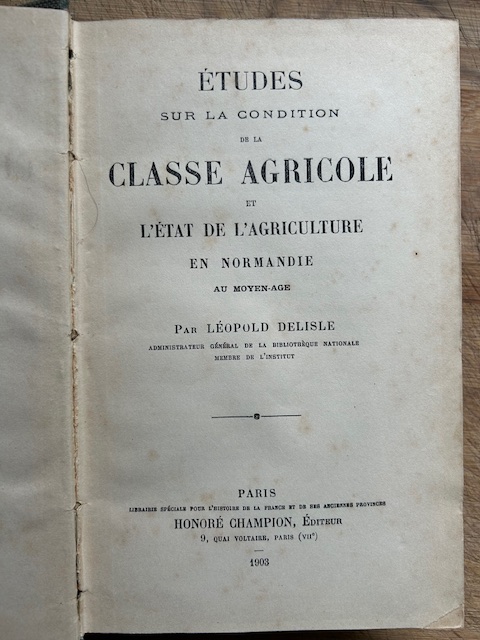 ÉTUDES
SUR LA CONDITION
DE LA
CLASSE AGRICOLE
ET
L'ÉTAT DE L'AGRICULTURE
EN NORMANDIE
AU MOYEN-AGE
PAR LÉOPOLD DELISLE
ADMINISTRATEUR GÉNÉRAL DE LA BIBLIOTHÈQUE NATIONALE
MEMBRE DE L'INSTITUT
PARIS
LIBRAIRIE SPÉCIALE POUR L'HISTOIRE DE LA FRANCE ET DE SES ANCIENNES PROVINCES
HONORÉ CHAMPION, ÉDITEUR
9, QUAI VOLTAIRE, PARIS (VIIe)
1903